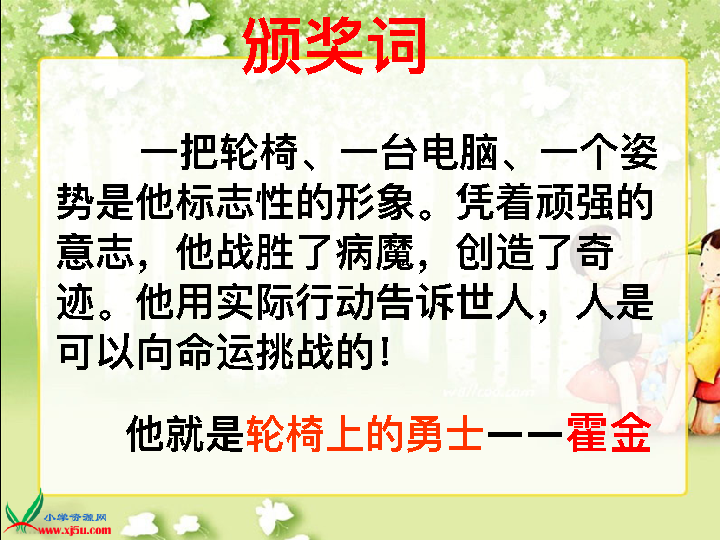 颁奖词
一把轮椅、一台电脑、一个姿
势是他标志性的形象。凭着顽强的
意志，他战胜了病魔，创造了奇
迹。他用实际行动告诉世人，人是
可以向命运挑战的！
他就是轮椅上的勇士——霍金
小学资源网
www.xj5u.com